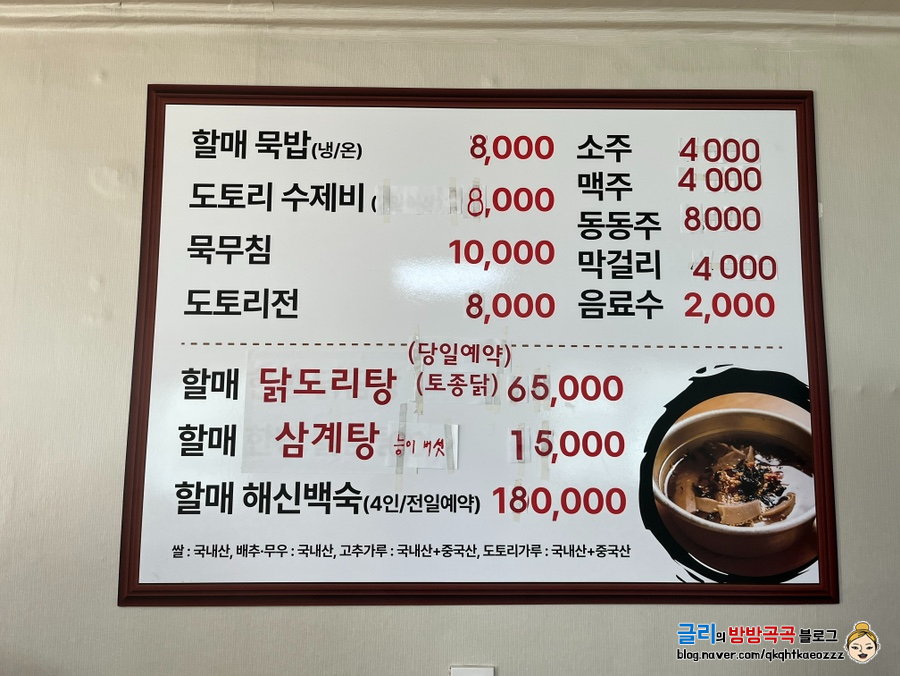 할매 묵밥(냉/온) 8,000
도토리 수제비 ( 8,000
묵무침 10,000
도토리전 8,000
소주 4000
맥주 4000
동동주 8000
막걸리 4000
음료수 2,000
(당일예약)
할매 닭도리탕 (토종닭) 65,000
할매 삼계탕 능이버섯 15,000
할매 해신백숙(4인/전일예약) 180,000
쌀 : 국내산, 배추·무우 : 국내산, 고추가루 : 국내산+중국산, 도토리가루 : 국내산+중국산
글리의 방방곡곡 블로그
blog.naver.com/qkqhtkaeozzz